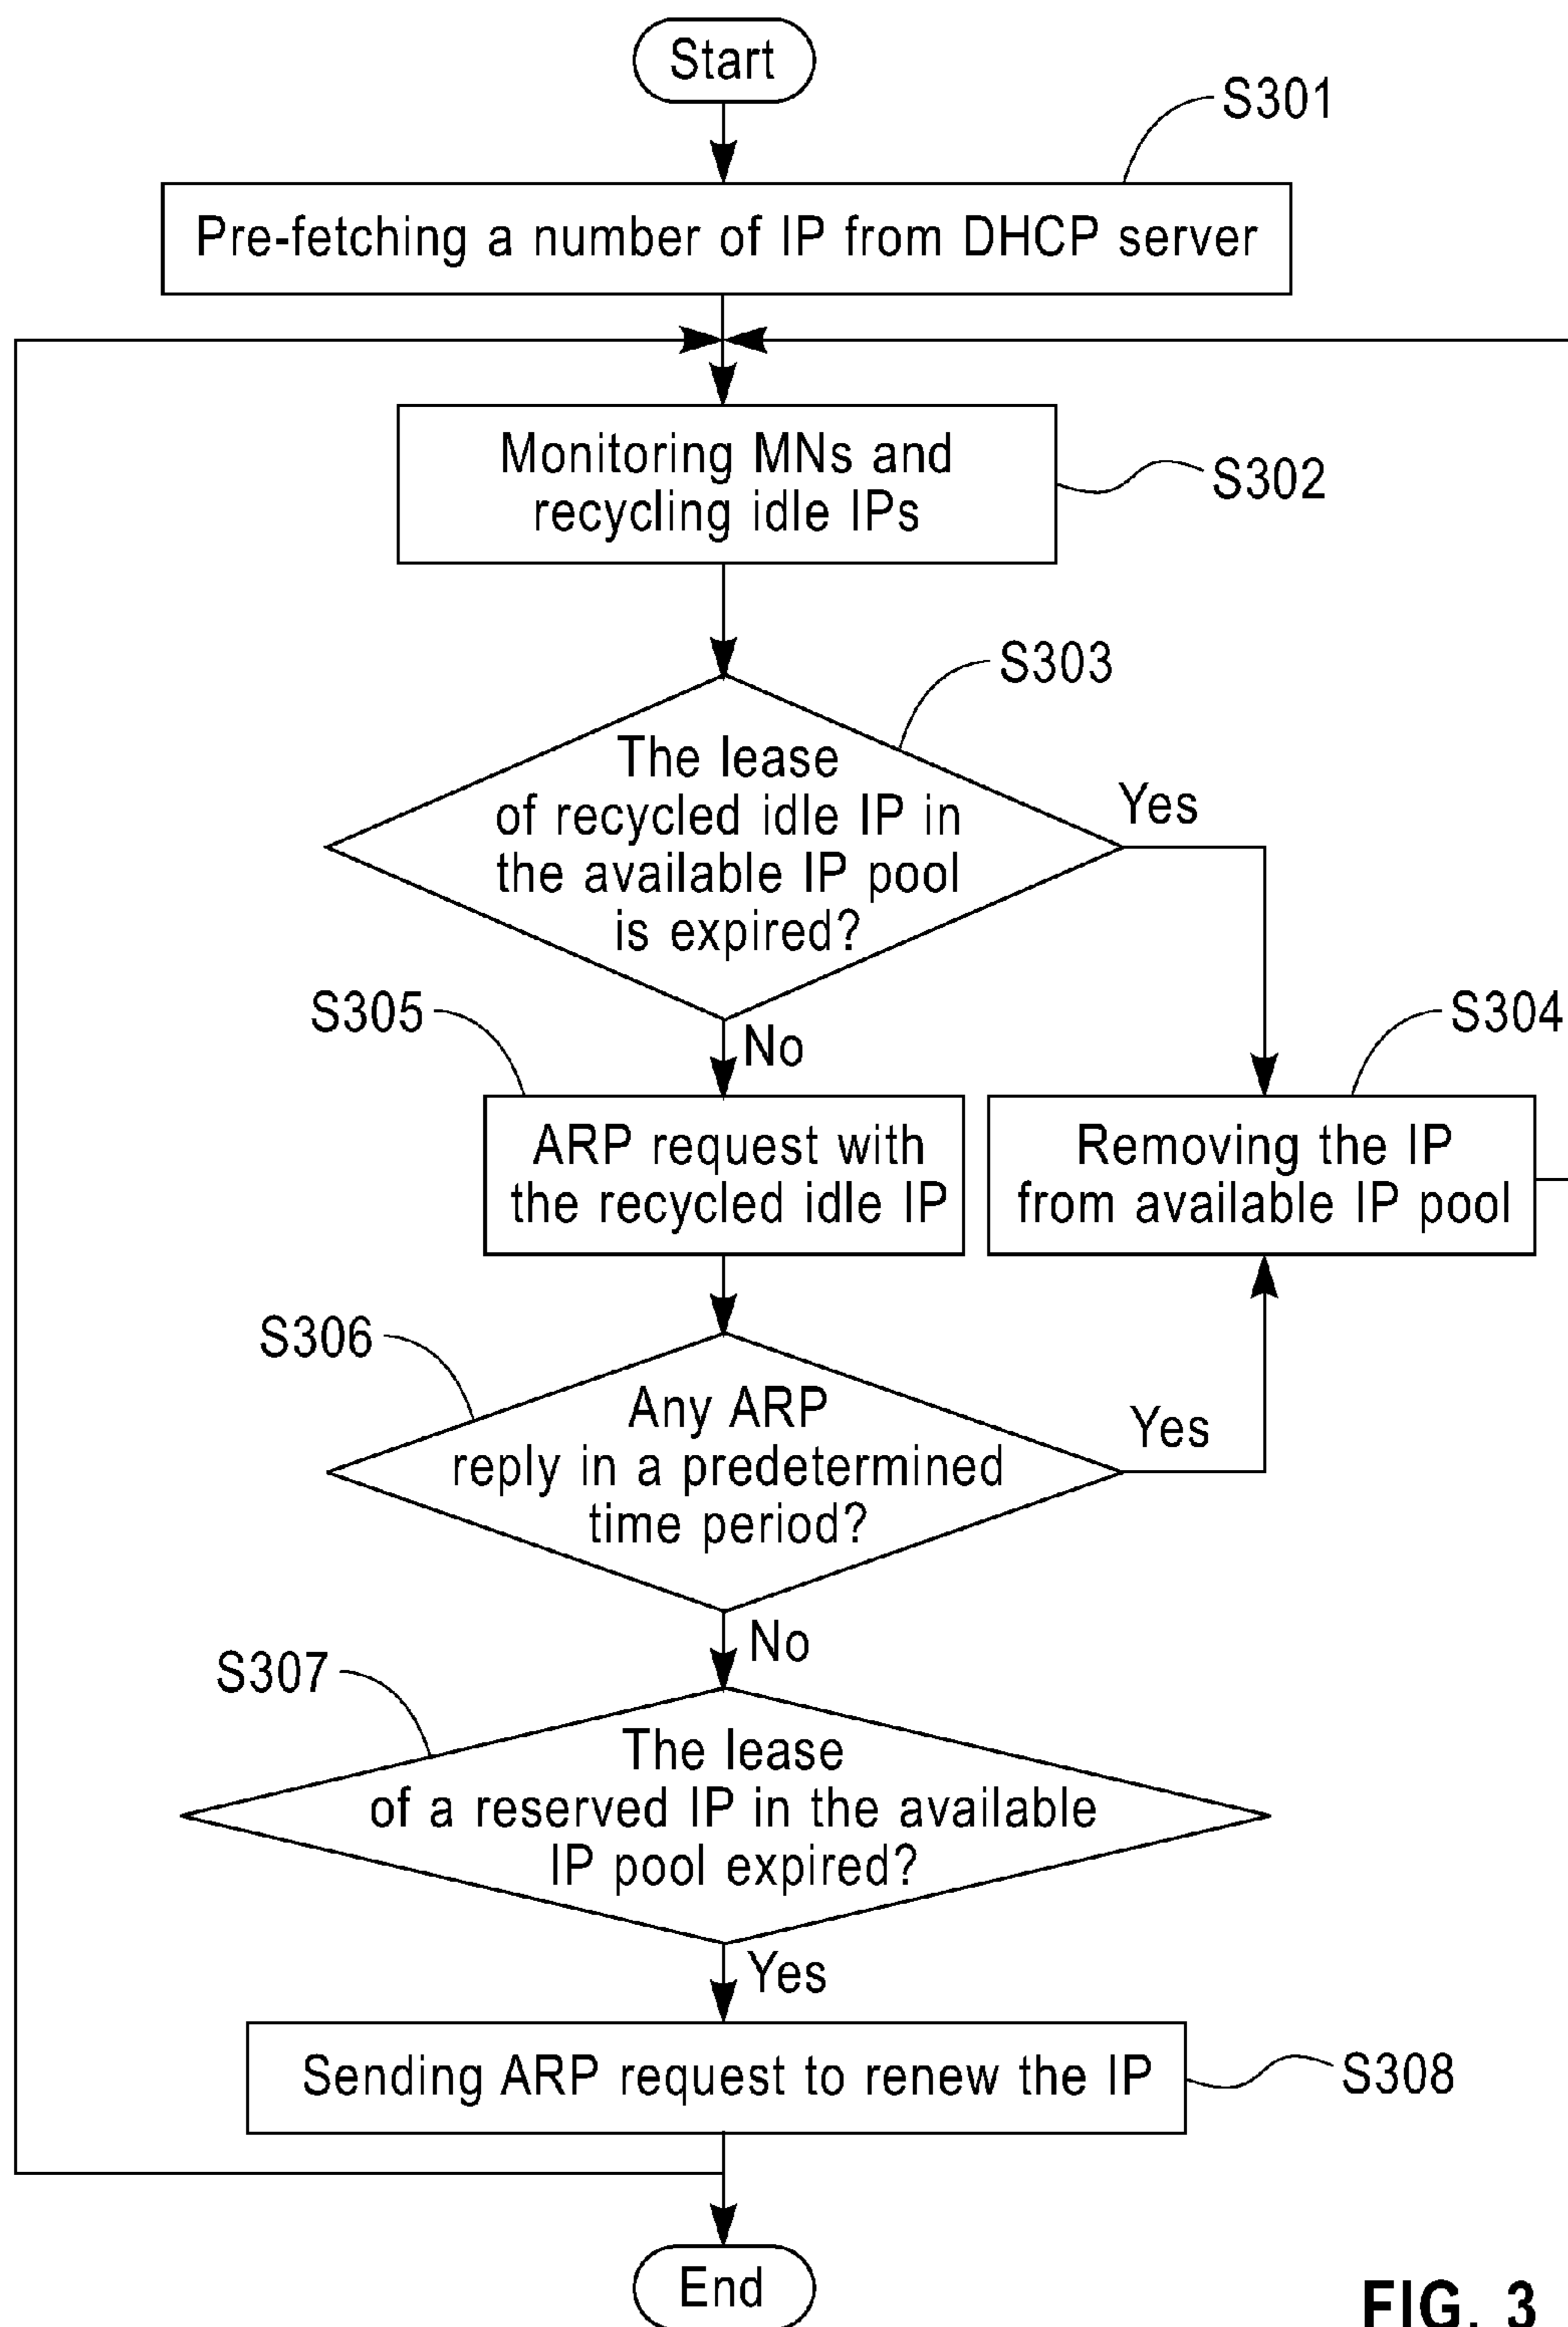 Start
S301
Pre-fetching a number of IP from DHCP server
Monitoring MNs and
recycling idle IPs
S302
S303
The lease
of recycled idle IP in
the available IP pool
is expired?
Yes
No
S305
ARP request with
the recycled idle IP
S304
Removing the IP
from available IP pool
S306
Any ARP
reply in a predetermined
time period?
Yes
No
S307
The lease
of a reserved IP in the available
IP pool expired?
Yes
Sending ARP request to renew the IP
S308
End
FIG. 3